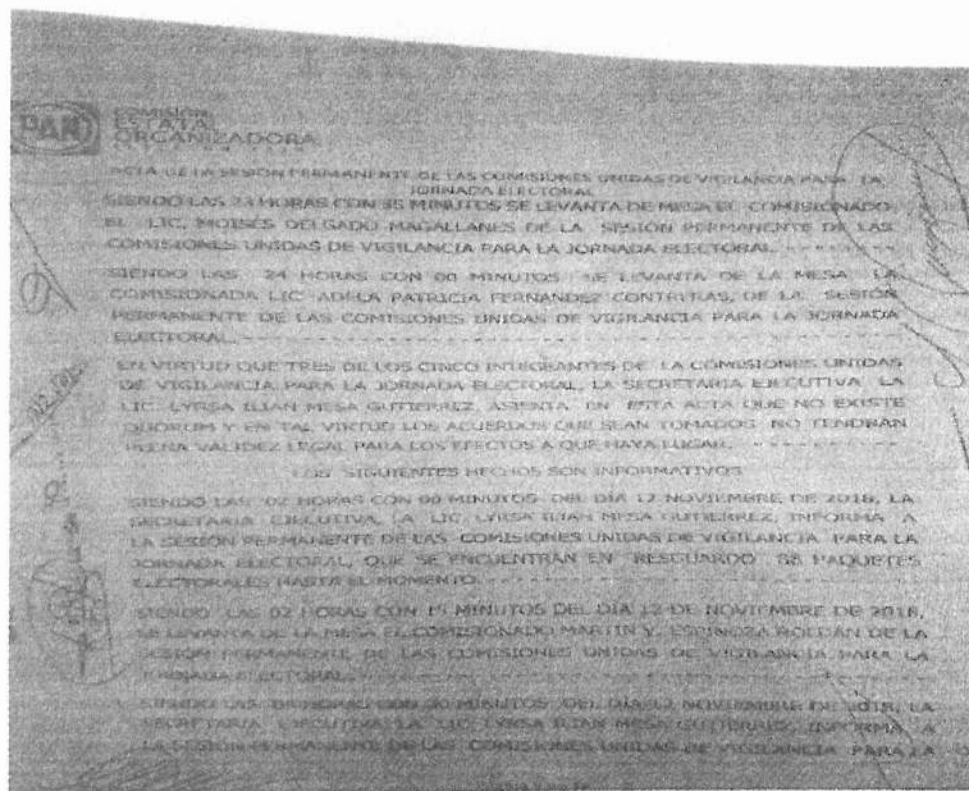 PAN
COMISIÓN
ESTATAL
ORGANIZADORA
ACTA DE LA SESIÓN PERMANENTE DE LAS COMISIONES UNIDAS DE VIGILANCIA PARA LA
JORNADA ELECTORAL
SIENDO LAS 23 HORAS CON 35 MINUTOS SE LEVANTA DE MESA EL COMISIONADO
EL LIC. MOISES DELGADO MAGALLANES DE LA SESIÓN PERMANENTE DE LAS
COMISIONES UNIDAS DE VIGILANCIA PARA LA JORNADA ELECTORAL. - - - - - - - - -
SIENDO LAS 24 HORAS CON 00 MINUTOS SE LEVANTA DE LA MESA LA
COMISIONADA LIC ADELA PATRICIA FERNANDEZ CONTRERAS, DE LA SESIÓN
PERMANENTE DE LAS COMISIONES UNIDAS DE VIGILANCIA PARA LA JORNADA
ELECTORAL. - - - - - - - - - - - - - - - - - - - - - - - - - - - - - - - - - - - - - - - -
EN VIRTUD QUE TRES DE LOS CINCO INTEGRANTES DE LA COMISIONES UNIDAS
DE VIGILANCIA PARA LA JORNADA ELECTORAL, LA SECRETARIA EJECUTIVA LA
LIC. LYRSA ILIAN MESA GUTIERREZ, ASIENTA EN ESTA ACTA QUE NO EXISTE
QUORUM Y EN TAL VIRTUD LOS ACUERDOS QUE SEAN TOMADOS NO TENDRÁN
PLENA VALIDEZ LEGAL PARA LOS EFECTOS A QUE HAYA LUGAR. - - - - - - - - - - -
LOS SIGUIENTES HECHOS SON INFORMATIVOS
SIENDO LAS 02 HORAS CON 00 MINUTOS DEL DÍA 12 NOVIEMBRE DE 2018, LA
SECRETARIA EJECUTIVA, LA LIC. LYRSA ILIAN MESA GUTIERREZ, INFORMA A
LA SESIÓN PERMANENTE DE LAS COMISIONES UNIDAS DE VIGILANCIA PARA LA
JORNADA ELECTORAL, QUE SE ENCUENTRAN EN RESGUARDO PAQUETES
ELECTORALES HASTA EL MOMENTO. - - - - - - - - - - - - - - - - - - - - - - - - - -
SIENDO LAS 02 HORAS CON 15 MINUTOS DEL DÍA 12 DE NOVIEMBRE DE 2018,
SE LEVANTA DE LA MESA EL COMISIONADO MARTIN Y. ESPINOZA ROLDAN DE LA
SESIÓN PERMANENTE DE LAS COMISIONES UNIDAS DE VIGILANCIA PARA LA
JORNADA ELECTORAL. - - - - - - - - - - - - - - - - - - - - - - - - - - - - - - -
SIENDO LAS HORAS CON MINUTOS DEL DÍA 12 NOVIEMBRE DE 2018, LA
SECRETARIA EJECUTIVA, LA LIC. LYRSA ILIAN MESA GUTIERREZ, INFORMA A
LA SESIÓN PERMANENTE DE LAS COMISIONES UNIDAS DE VIGILANCIA PARA LA